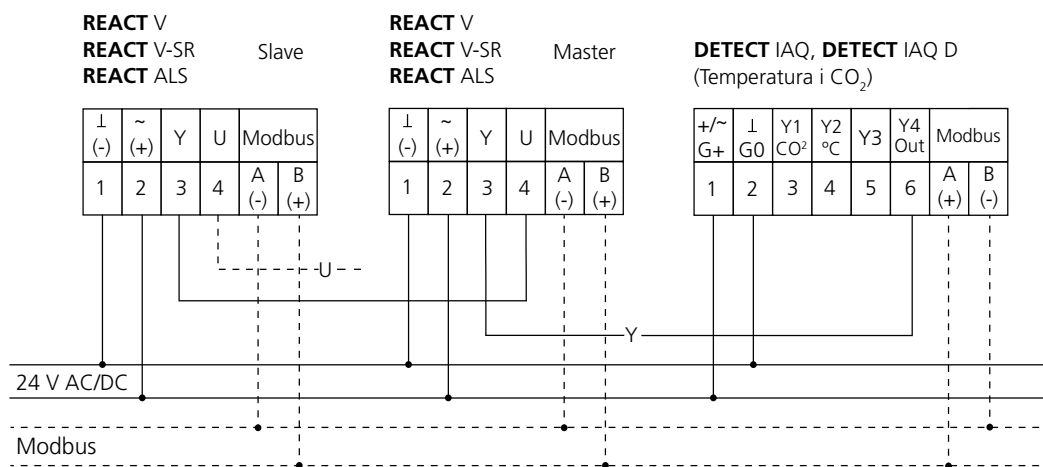 REACT V
REACT V-SR Slave
REACT ALS
⊥ (-) ~ (+) Y U Modbus
1 2 3 4 A (-) B (+)
REACT V
REACT V-SR Master
REACT ALS
⊥ (-) ~ (+) Y U Modbus
1 2 3 4 A (-) B (+)
DETECT IAQ, DETECT IAQ D
(Temperatura i CO₂)
+/~ G+ ⊥ G0 Y1 CO² Y2 ºC Y3 Y4 Out Modbus
1 2 3 4 5 6 A (+) B (-)
U
Y
24 V AC/DC
Modbus